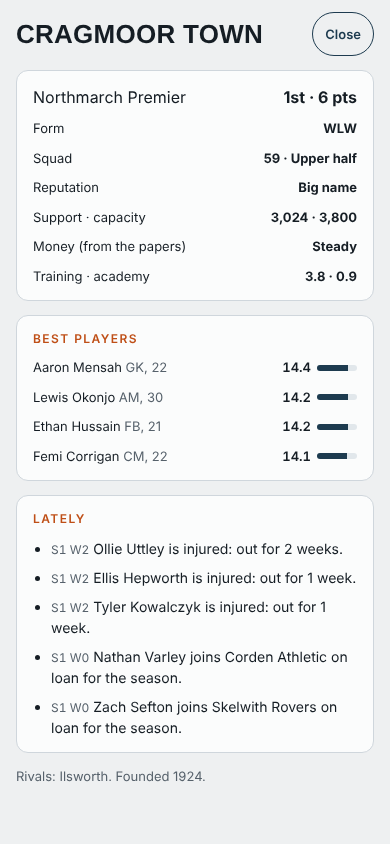 CRAGMOOR TOWN
Close
Northmarch Premier 1st · 6 pts
Form WLW
Squad 59 · Upper half
Reputation Big name
Support · capacity 3,024 · 3,800
Money (from the papers) Steady
Training · academy 3.8 · 0.9
BEST PLAYERS
Aaron Mensah GK, 22 14.4
Lewis Okonjo AM, 30 14.2
Ethan Hussain FB, 21 14.2
Femi Corrigan CM, 22 14.1
LATELY
• S1 W2 Ollie Uttley is injured: out for 2 weeks.
• S1 W2 Ellis Hepworth is injured: out for 1 week.
• S1 W2 Tyler Kowalczyk is injured: out for 1
week.
• S1 W0 Nathan Varley joins Corden Athletic on
loan for the season.
• S1 W0 Zach Sefton joins Skelwith Rovers on
loan for the season.
Rivals: Ilsworth. Founded 1924.